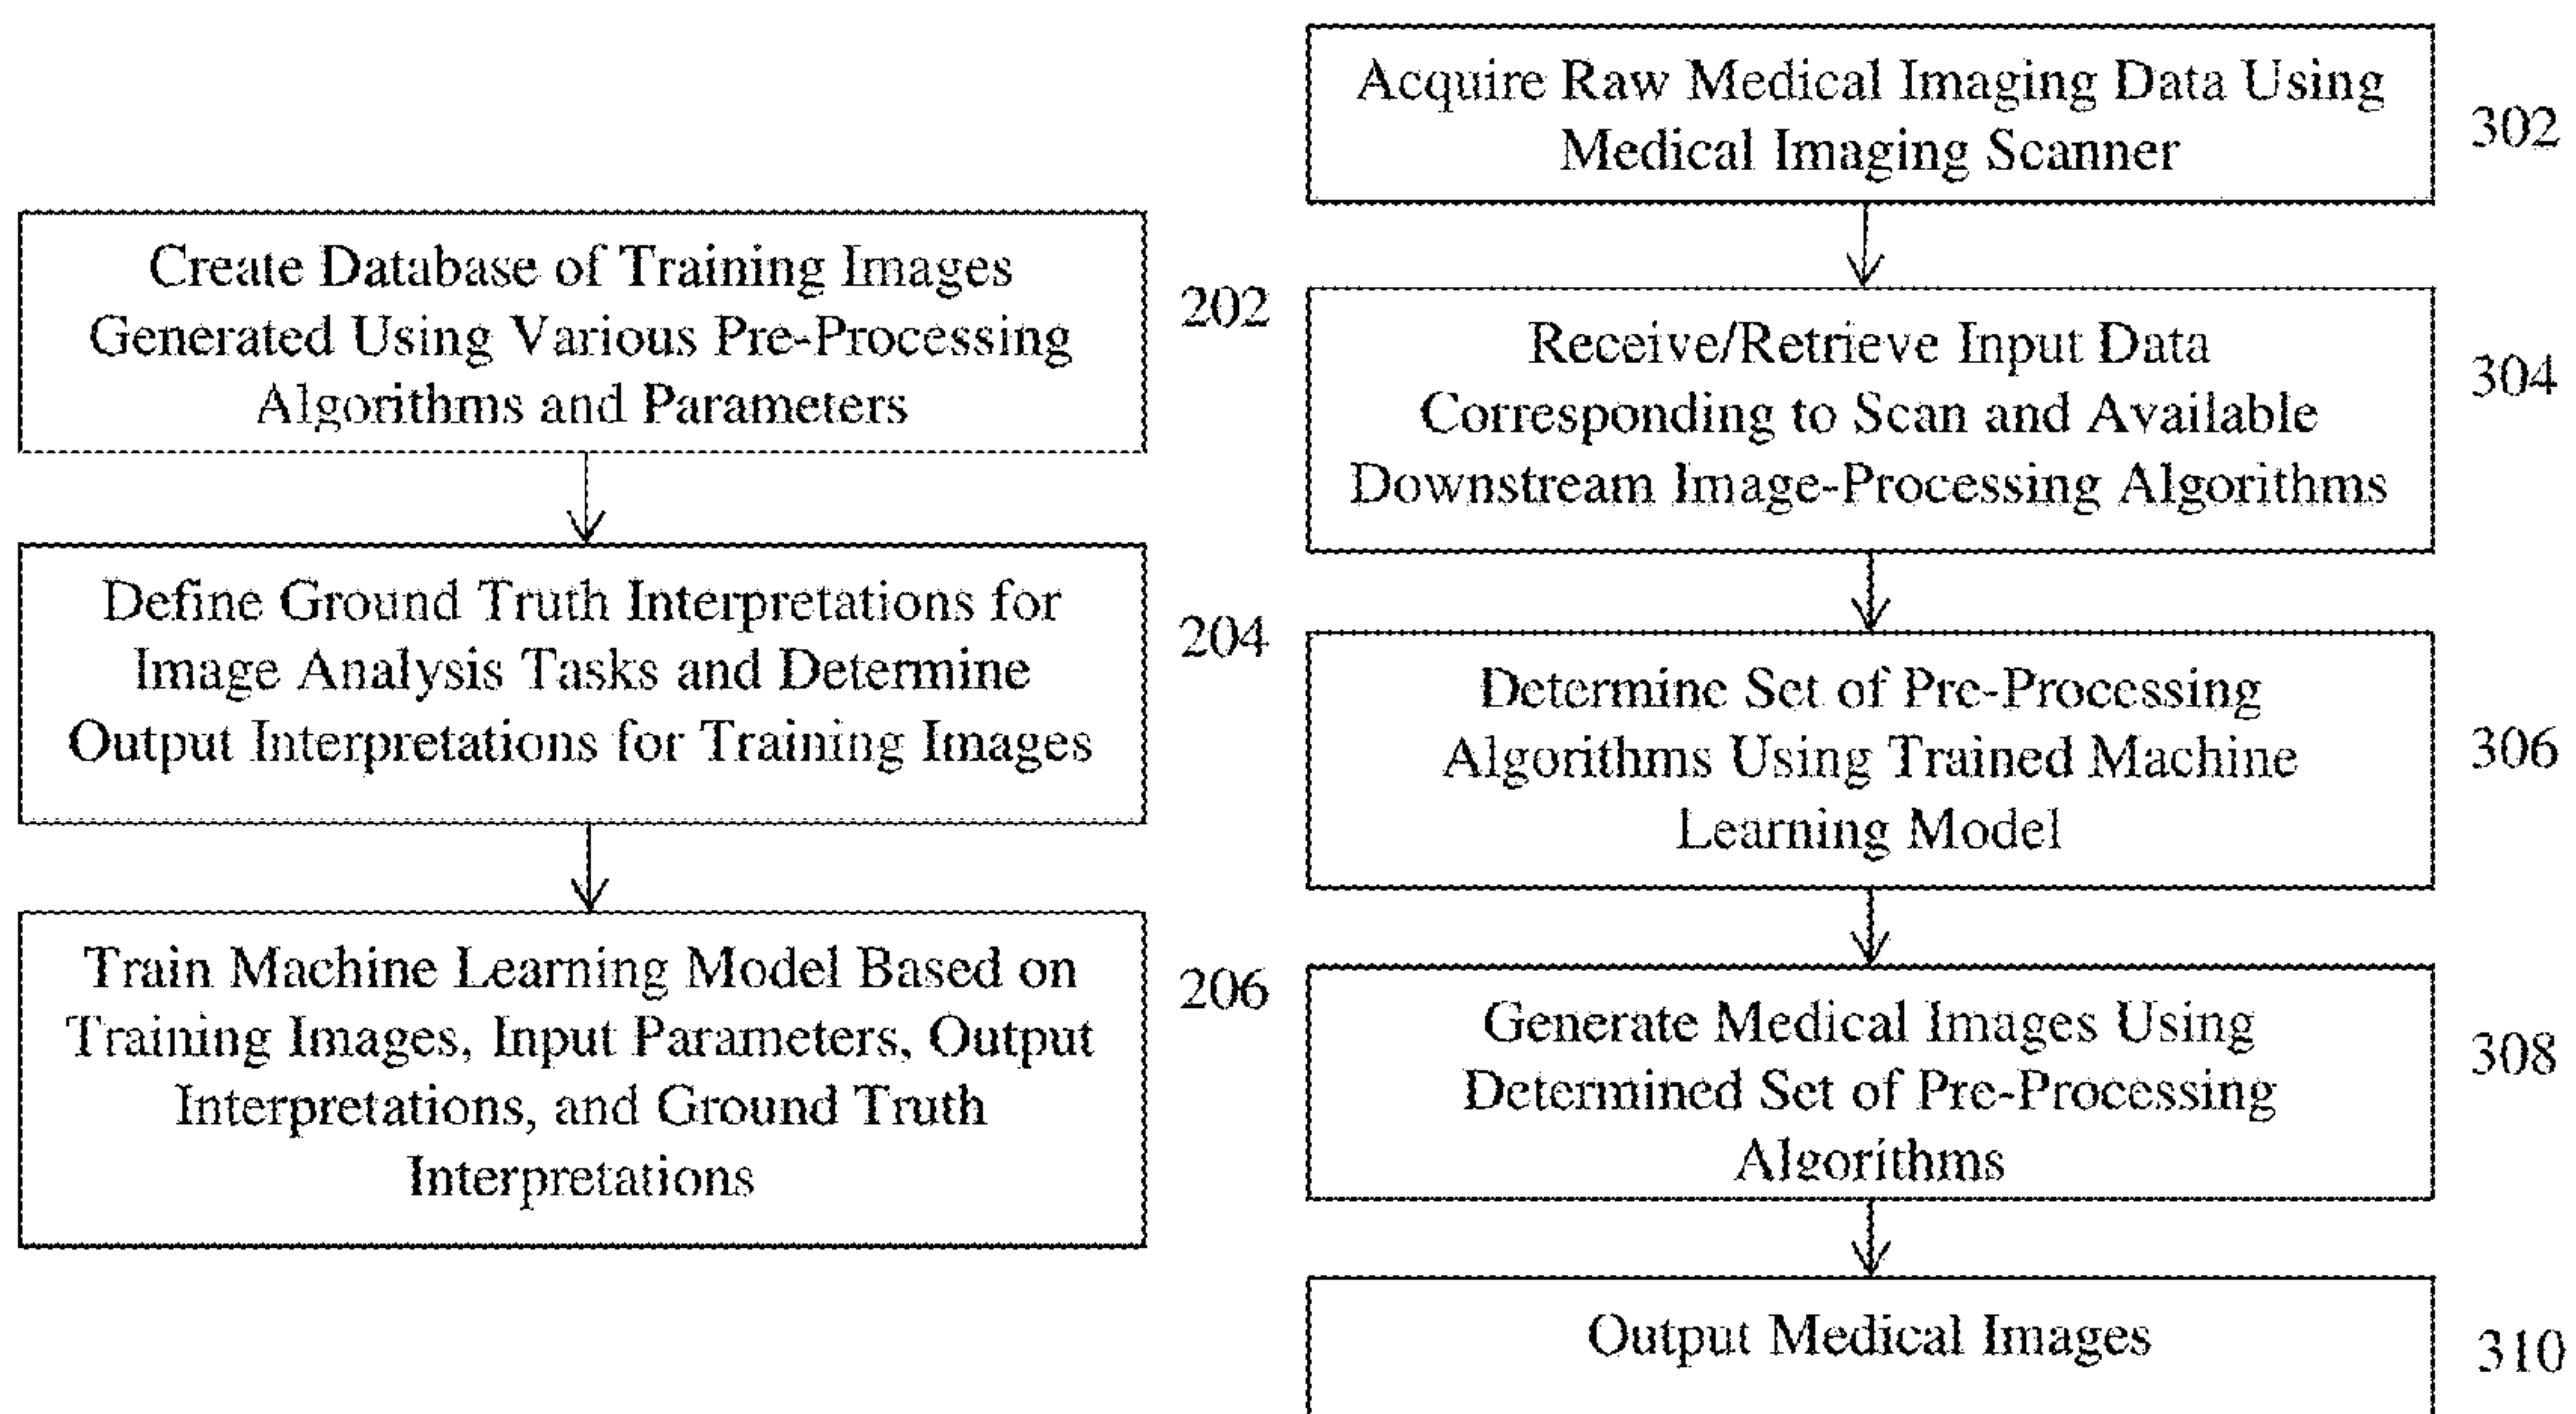 Create Database of Training Images
Generated Using Various Pre-Processing
Algorithms and Parameters
202
Define Ground Truth Interpretations for
Image Analysis Tasks and Determine
Output Interpretations for Training Images
204
Train Machine Learning Model Based on
Training Images, Input Parameters, Output
Interpretations, and Ground Truth
Interpretations
206
Acquire Raw Medical Imaging Data Using
Medical Imaging Scanner
302
Receive/Retrieve Input Data
Corresponding to Scan and Available
Downstream Image-Processing Algorithms
304
Determine Set of Pre-Processing
Algorithms Using Trained Machine
Learning Model
306
Generate Medical Images Using
Determined Set of Pre-Processing
Algorithms
308
Output Medical Images
310